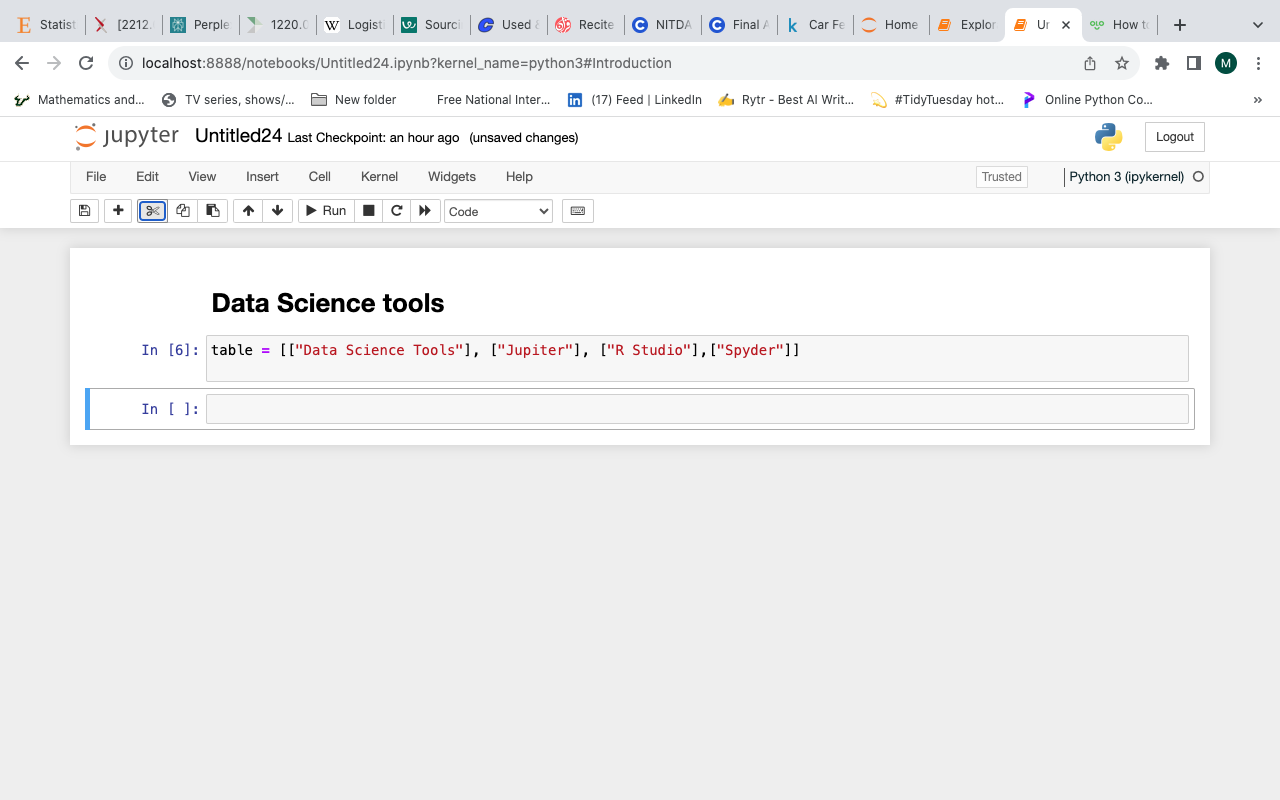 Statist [2212. Perple 1220.0 Logisti Sourci Used & Recite NITDA Final A Car Fe Home Explor Ur How to
localhost:8888/notebooks/Untitled24.ipynb?kernel_name=python3#Introduction M
Mathematics and... TV series, shows/... New folder Free National Inter... (17) Feed | LinkedIn Rytr - Best AI Writ... #TidyTuesday hot... Online Python Co... »
jupyter Untitled24 Last Checkpoint: an hour ago (unsaved changes) Logout
File Edit View Insert Cell Kernel Widgets Help Trusted Python 3 (ipykernel)
Run Code
Data Science tools
In [6]: table = [["Data Science Tools"], ["Jupiter"], ["R Studio"],["Spyder"]]
In [ ]: